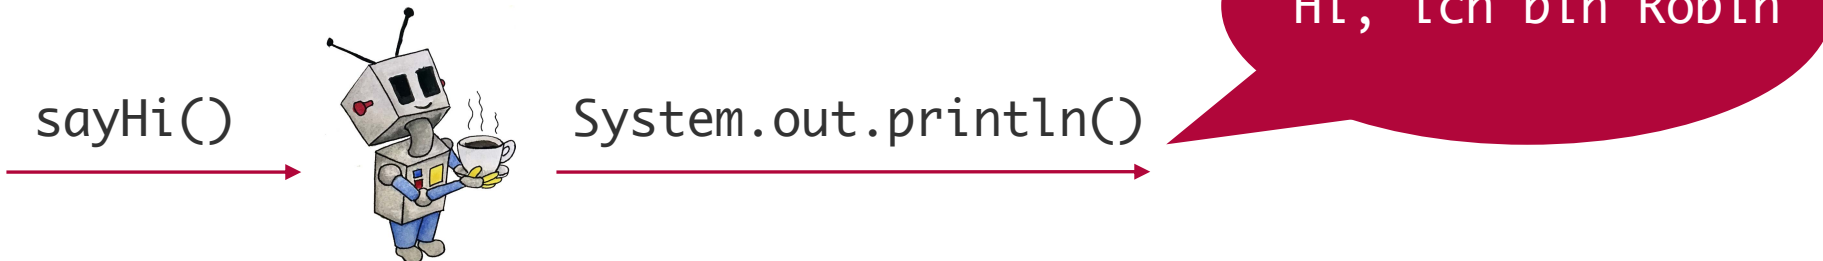 Hi, ich bin Robin
sayHi()
System.out.println()